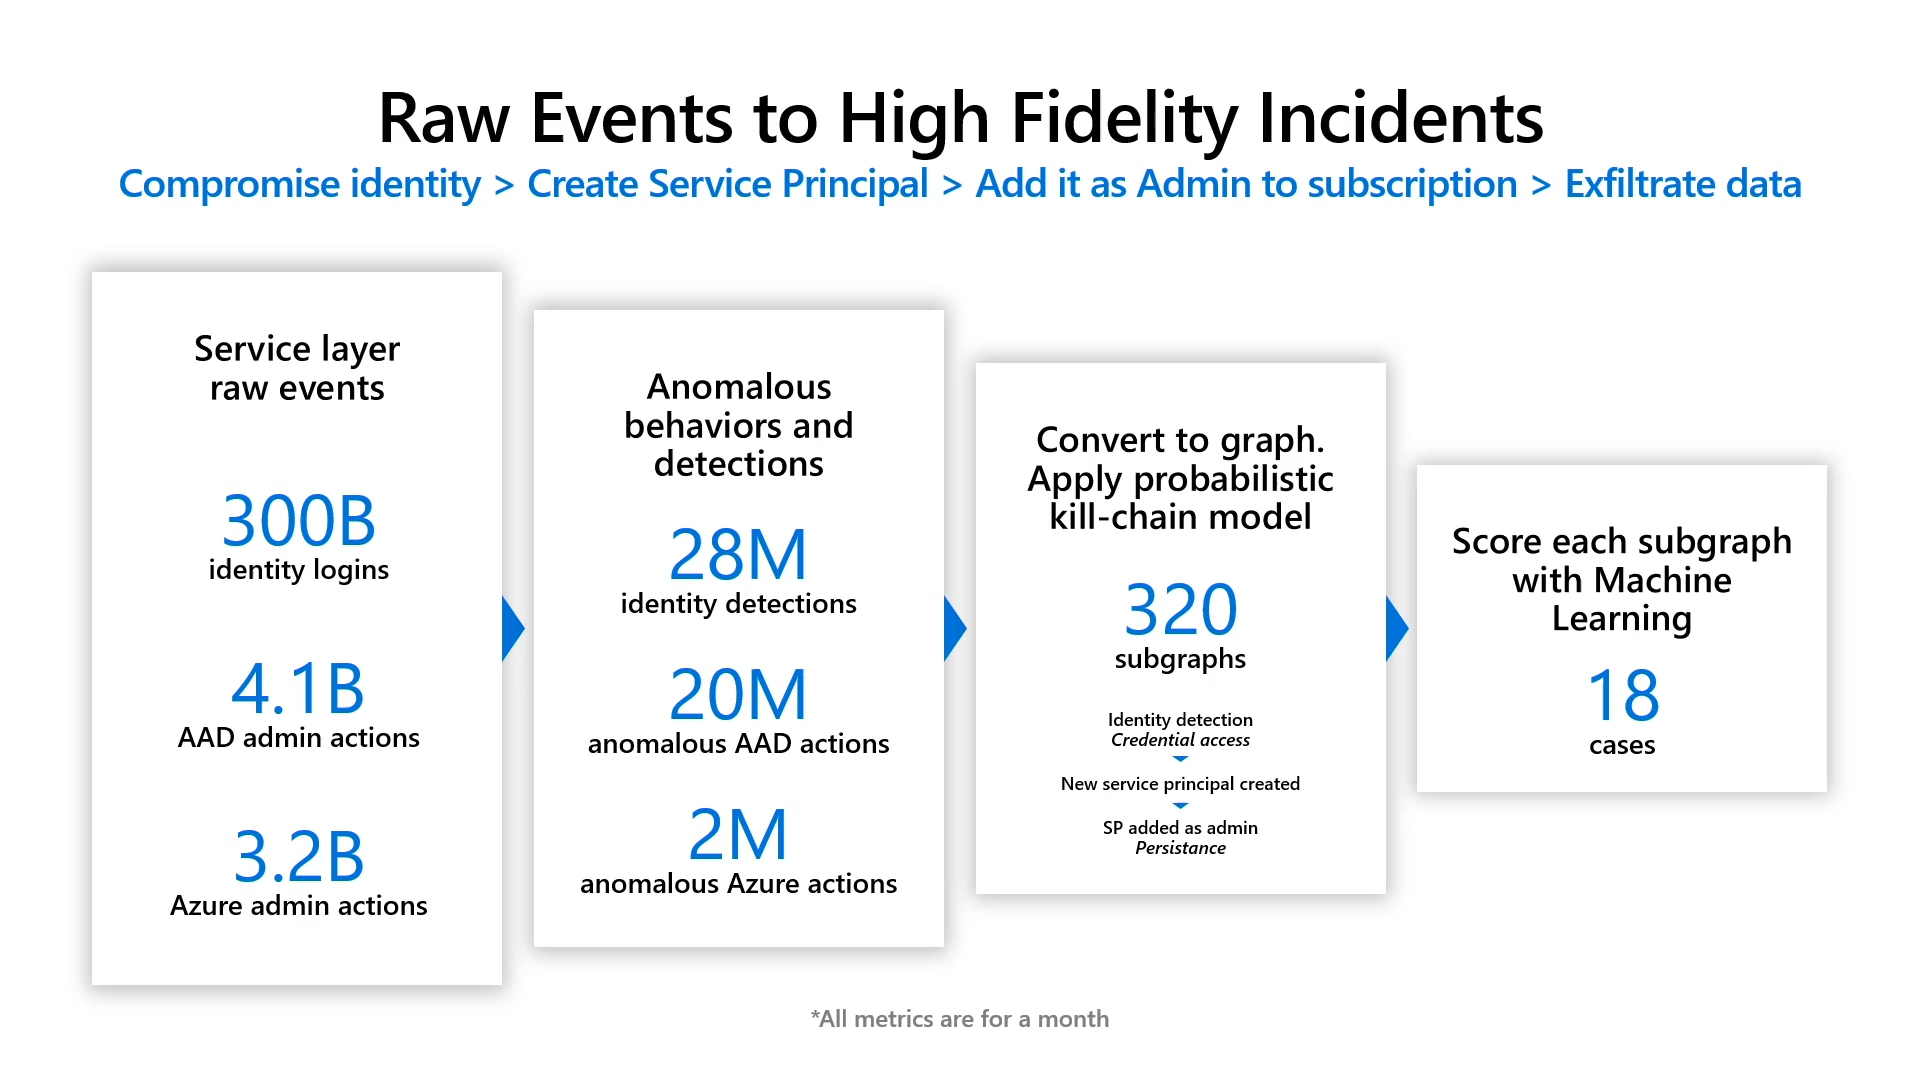 Raw Events to High Fidelity Incidents
Compromise identity > Create Service Principal > Add it as Admin to subscription > Exfiltrate data
Service layer
raw events
300B
identity logins
4.1B
AAD admin actions
3.2B
Azure admin actions
Anomalous
behaviors and
detections
28M
identity detections
20M
anomalous AAD actions
2M
anomalous Azure actions
Convert to graph.
Apply probabilistic
kill-chain model
320
subgraphs
Identity detection
Credential access
New service principal created
SP added as admin
Persistance
Score each subgraph
with Machine
Learning
18
cases
*All metrics are for a month